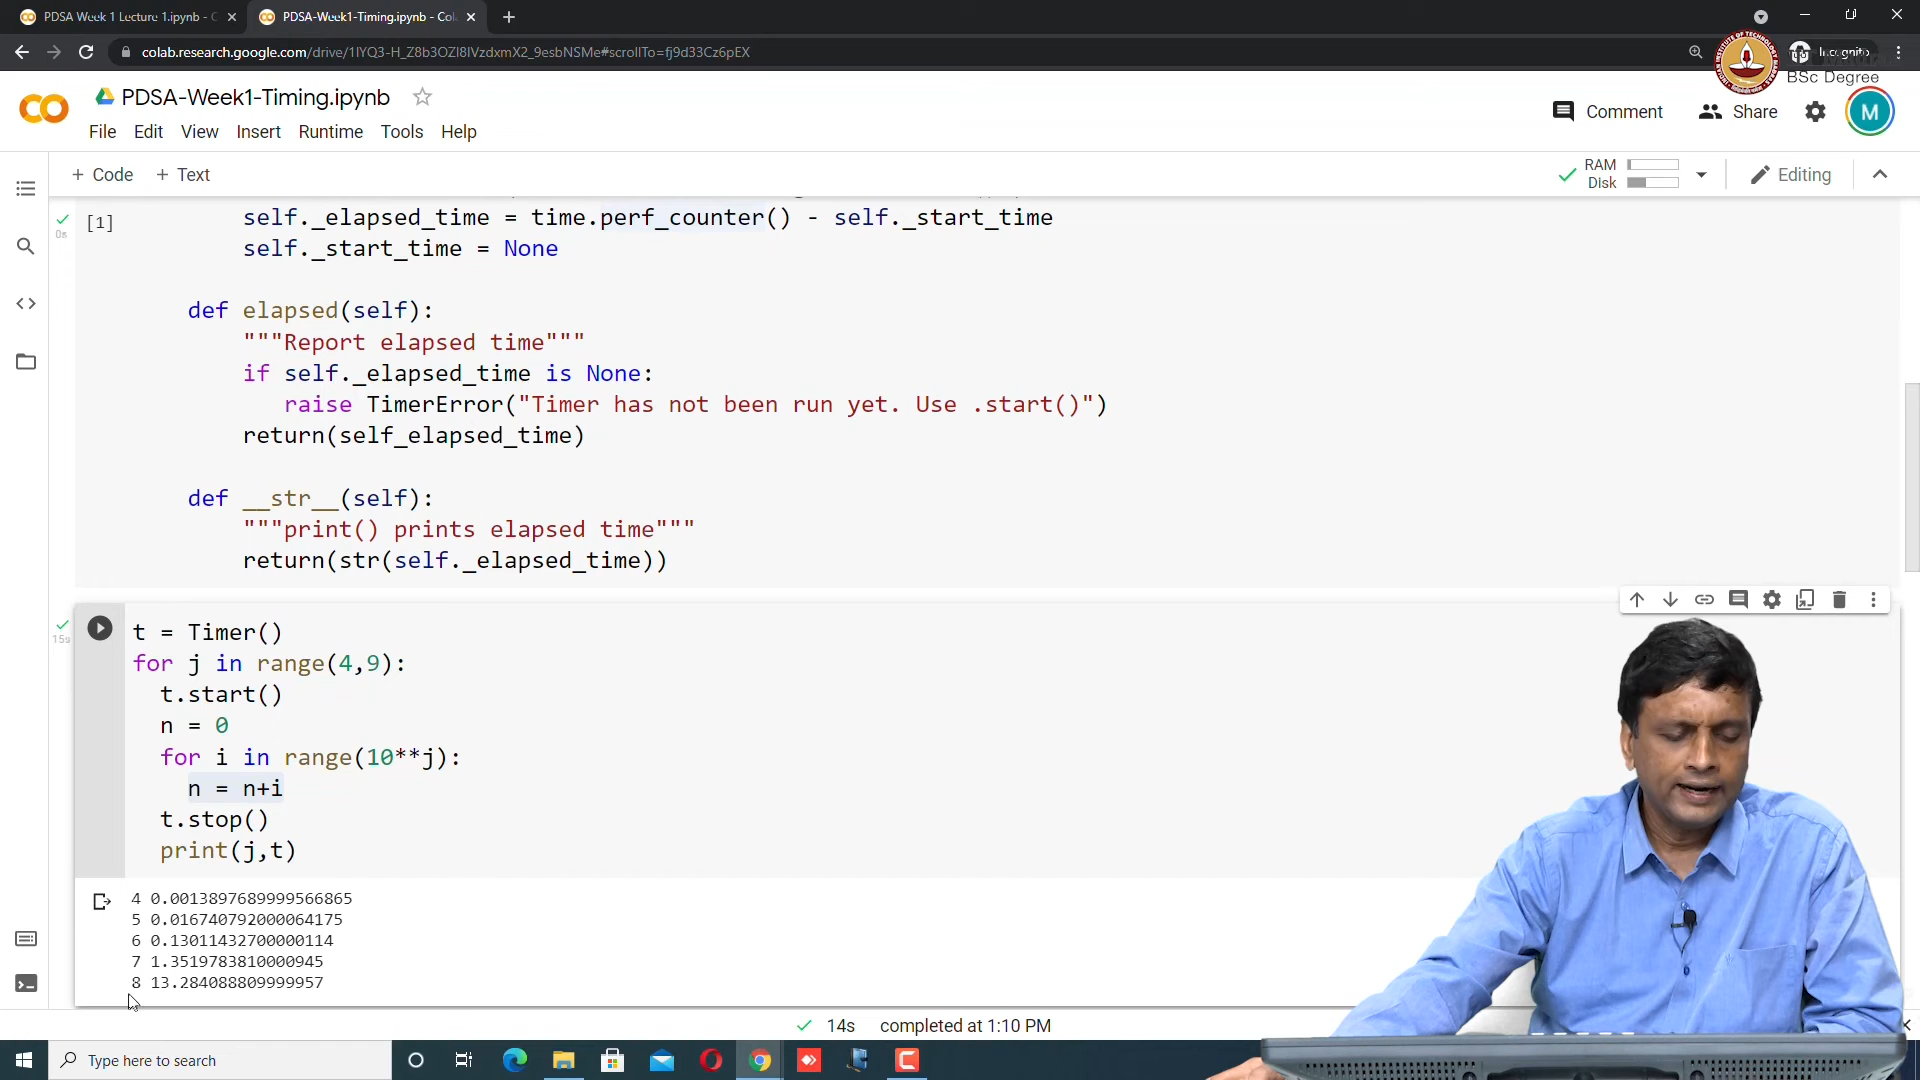 PDSA Week 1 Lecture 1.ipynb - C
PDSA-Week1-Timing.ipynb - Col
colab.research.google.com/drive/1IYQ3-H_Z8b3OZI8IVzdxmX2_9esbNSMe#scrollTo=fj9d33Cz6pEX
Incognito
BSc Degree
PDSA-Week1-Timing.ipynb
Comment
Share
M
File Edit View Insert Runtime Tools Help
+ Code + Text
RAM
Disk
Editing
[1]
0s
self._elapsed_time = time.perf_counter() - self._start_time
self._start_time = None
def elapsed(self):
"""Report elapsed time"""
if self._elapsed_time is None:
raise TimerError("Timer has not been run yet. Use .start()")
return(self_elapsed_time)
def __str__(self):
"""print() prints elapsed time"""
return(str(self._elapsed_time))
15s
t = Timer()
for j in range(4,9):
t.start()
n = 0
for i in range(10**j):
n = n+i
t.stop()
print(j,t)
4 0.0013897689999566865
5 0.016740792000064175
6 0.13011432700000114
7 1.3519783810000945
8 13.284088809999957
14s completed at 1:10 PM
Type here to search